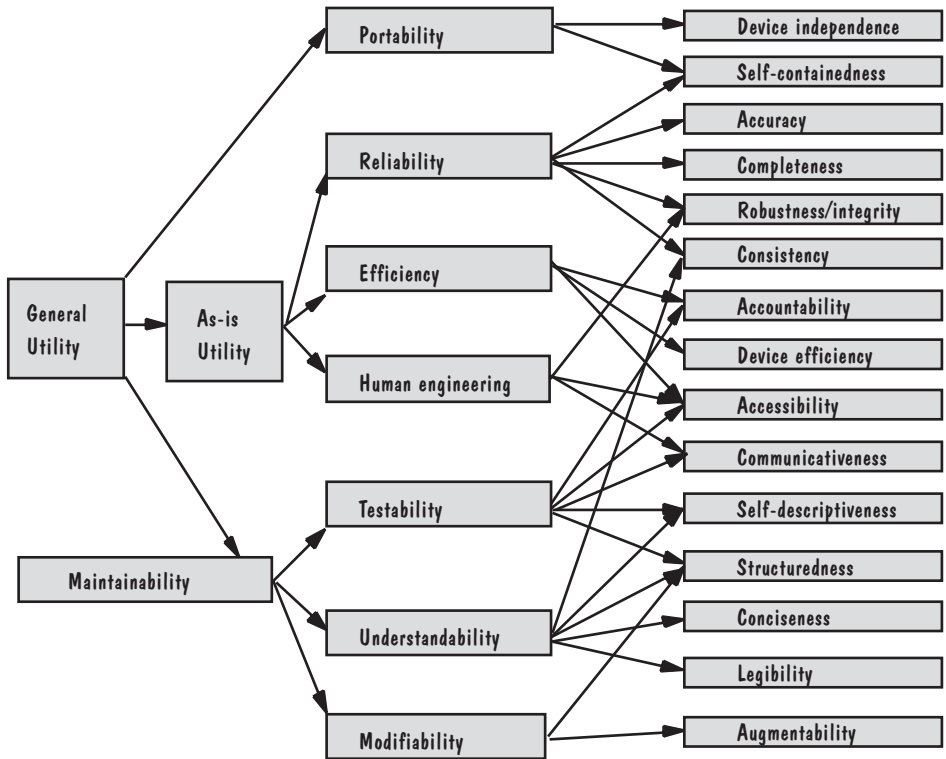 General
Utility
As-is
Utility
Maintainability
Portability
Reliability
Efficiency
Human engineering
Testability
Understandability
Modifiability
Device independence
Self-containedness
Accuracy
Completeness
Robustness/integrity
Consistency
Accountability
Device efficiency
Accessibility
Communicativeness
Self-descriptiveness
Structuredness
Conciseness
Legibility
Augmentability